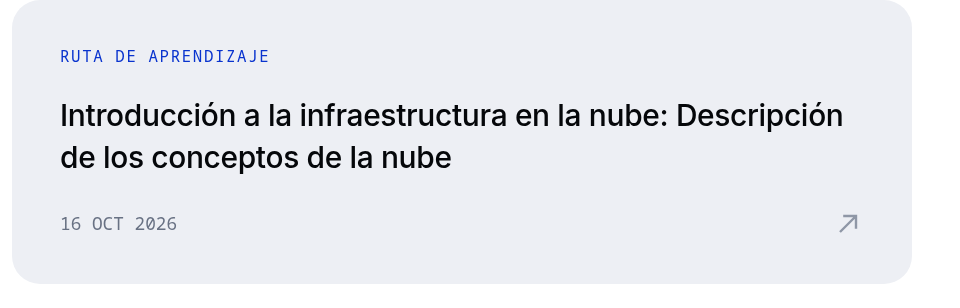 RUTA DE APRENDIZAJE
Introducción a la infraestructura en la nube: Descripción
de los conceptos de la nube
16 OCT 2026